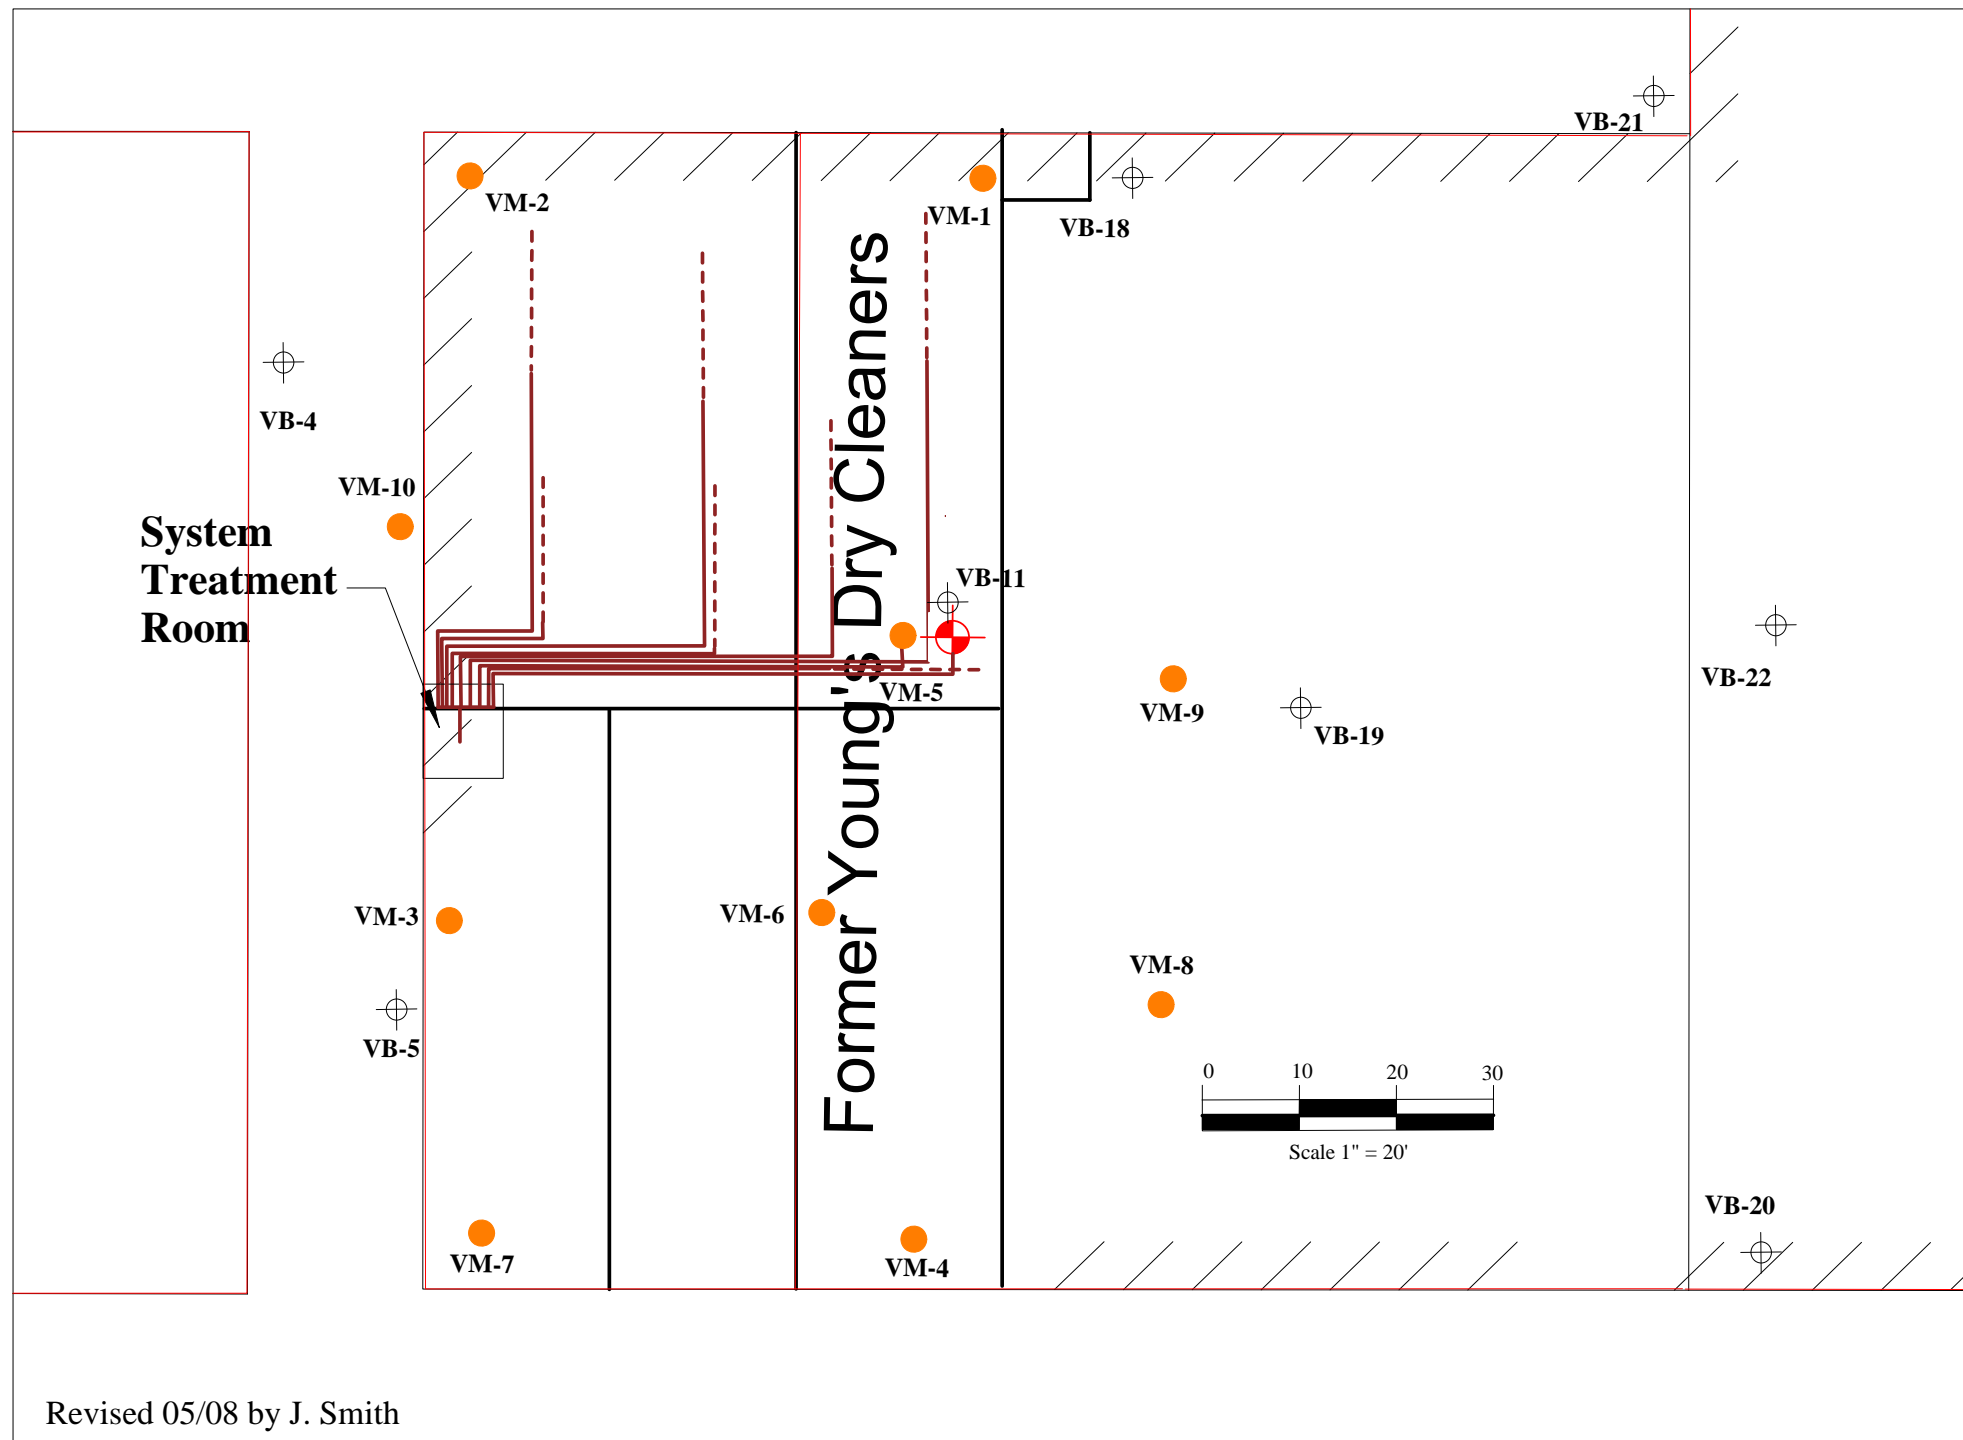 VB-21
VM-2
VM-1
VB-18
VB-4
VM-10
System
Treatment
Room
Former Young's Dry Cleaners
VB-11
VM-5
VM-9
VB-19
VB-22
VM-3
VM-6
VM-8
VB-5
0 10 20 30
Scale 1" = 20'
VB-20
VM-7
VM-4
Revised 05/08 by J. Smith